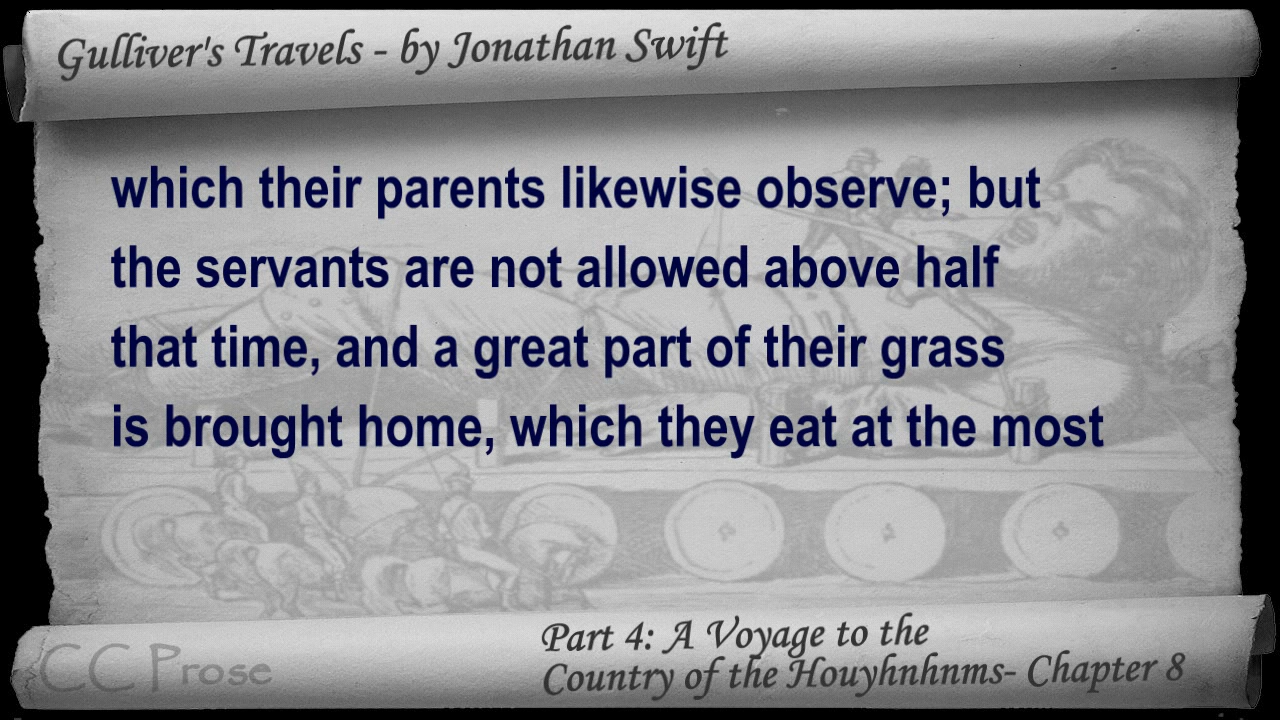 Gulliver's Travels - by Jonathan Swift
which their parents likewise observe; but
the servants are not allowed above half
that time, and a great part of their grass
is brought home, which they eat at the most
Part 4: A Voyage to the
Country of the Houyhnhnms- Chapter 8
CC Prose